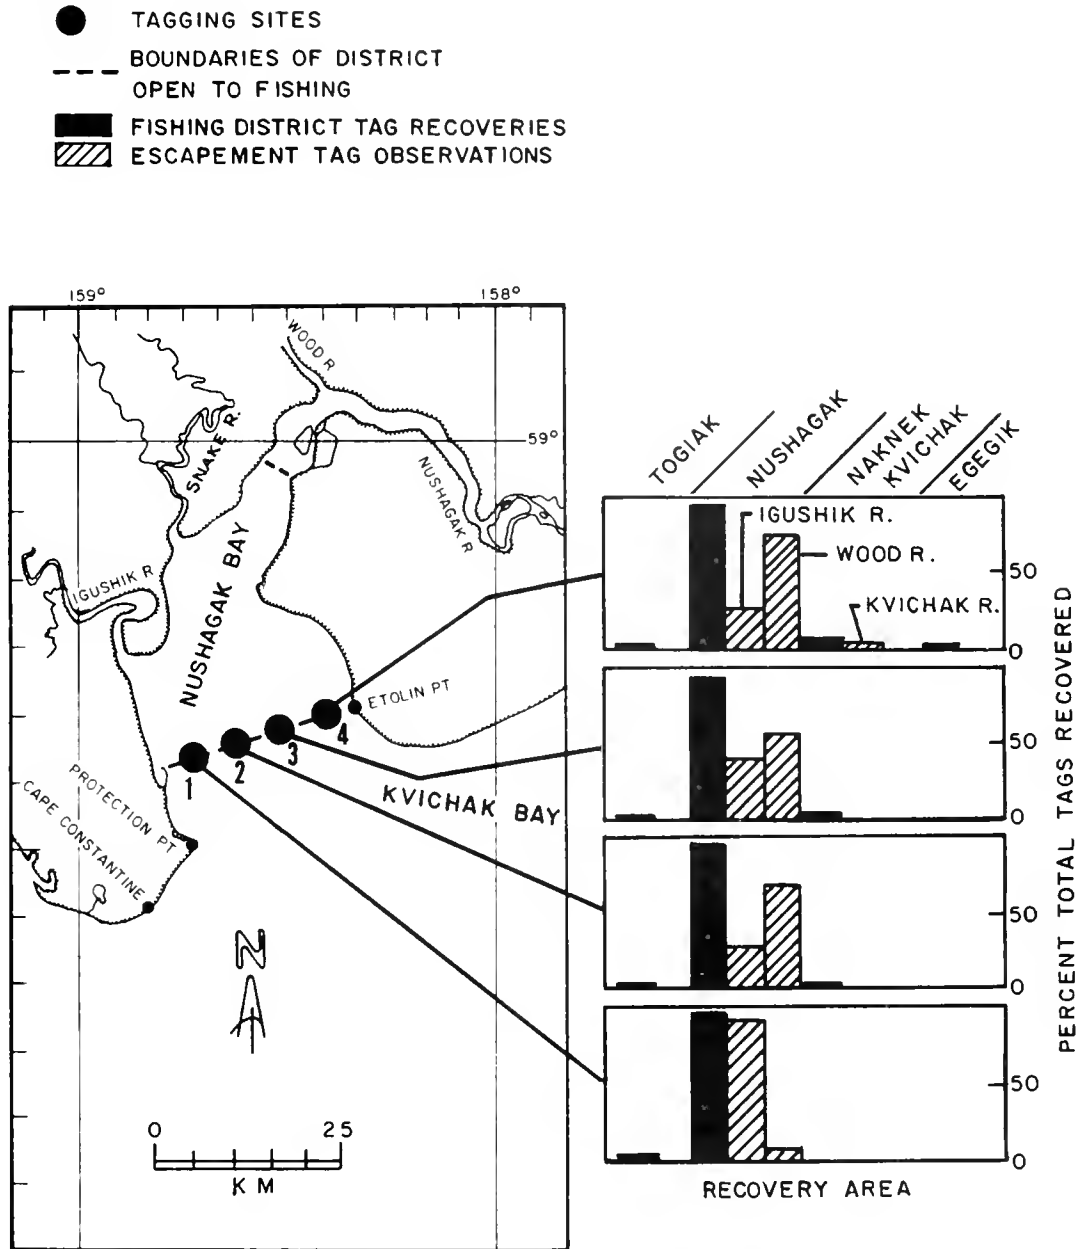 TAGGING SITES
BOUNDARIES OF DISTRICT
OPEN TO FISHING
FISHING DISTRICT TAG RECOVERIES
ESCAPEMENT TAG OBSERVATIONS
159°
158°
WOOD R.
59°
SNAKE R.
NUSHAGAK R
IGUSHIK R
NUSHAGAK BAY
ETOLIN PT
1
2
3
4
PROTECTION PT
CAPE CONSTANTINE
KVICHAK BAY
N
0 25
KM
TOGIAK
NUSHAGAK
NAKNEK
KVICHAK
EGEGIK
IGUSHIK R.
WOOD R.
KVICHAK R.
50
0
50
0
50
0
50
0
PERCENT TOTAL TAGS RECOVERED
RECOVERY AREA